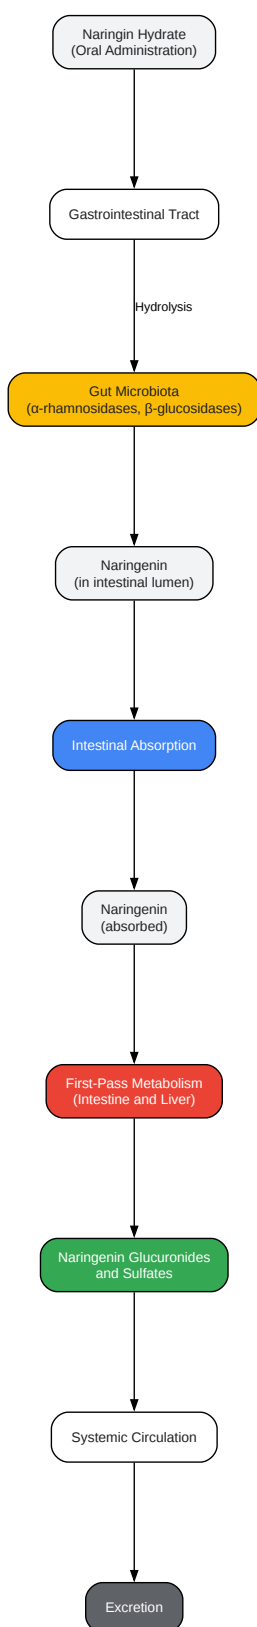 Naringin Hydrate
(Oral Administration)
Gastrointestinal Tract
Hydrolysis
Gut Microbiota
(α-rhamnosidases, β-glucosidases)
Naringenin
(in intestinal lumen)
Intestinal Absorption
Naringenin
(absorbed)
First-Pass Metabolism
(Intestine and Liver)
Naringenin Glucuronides
and Sulfates
Systemic Circulation
Excretion